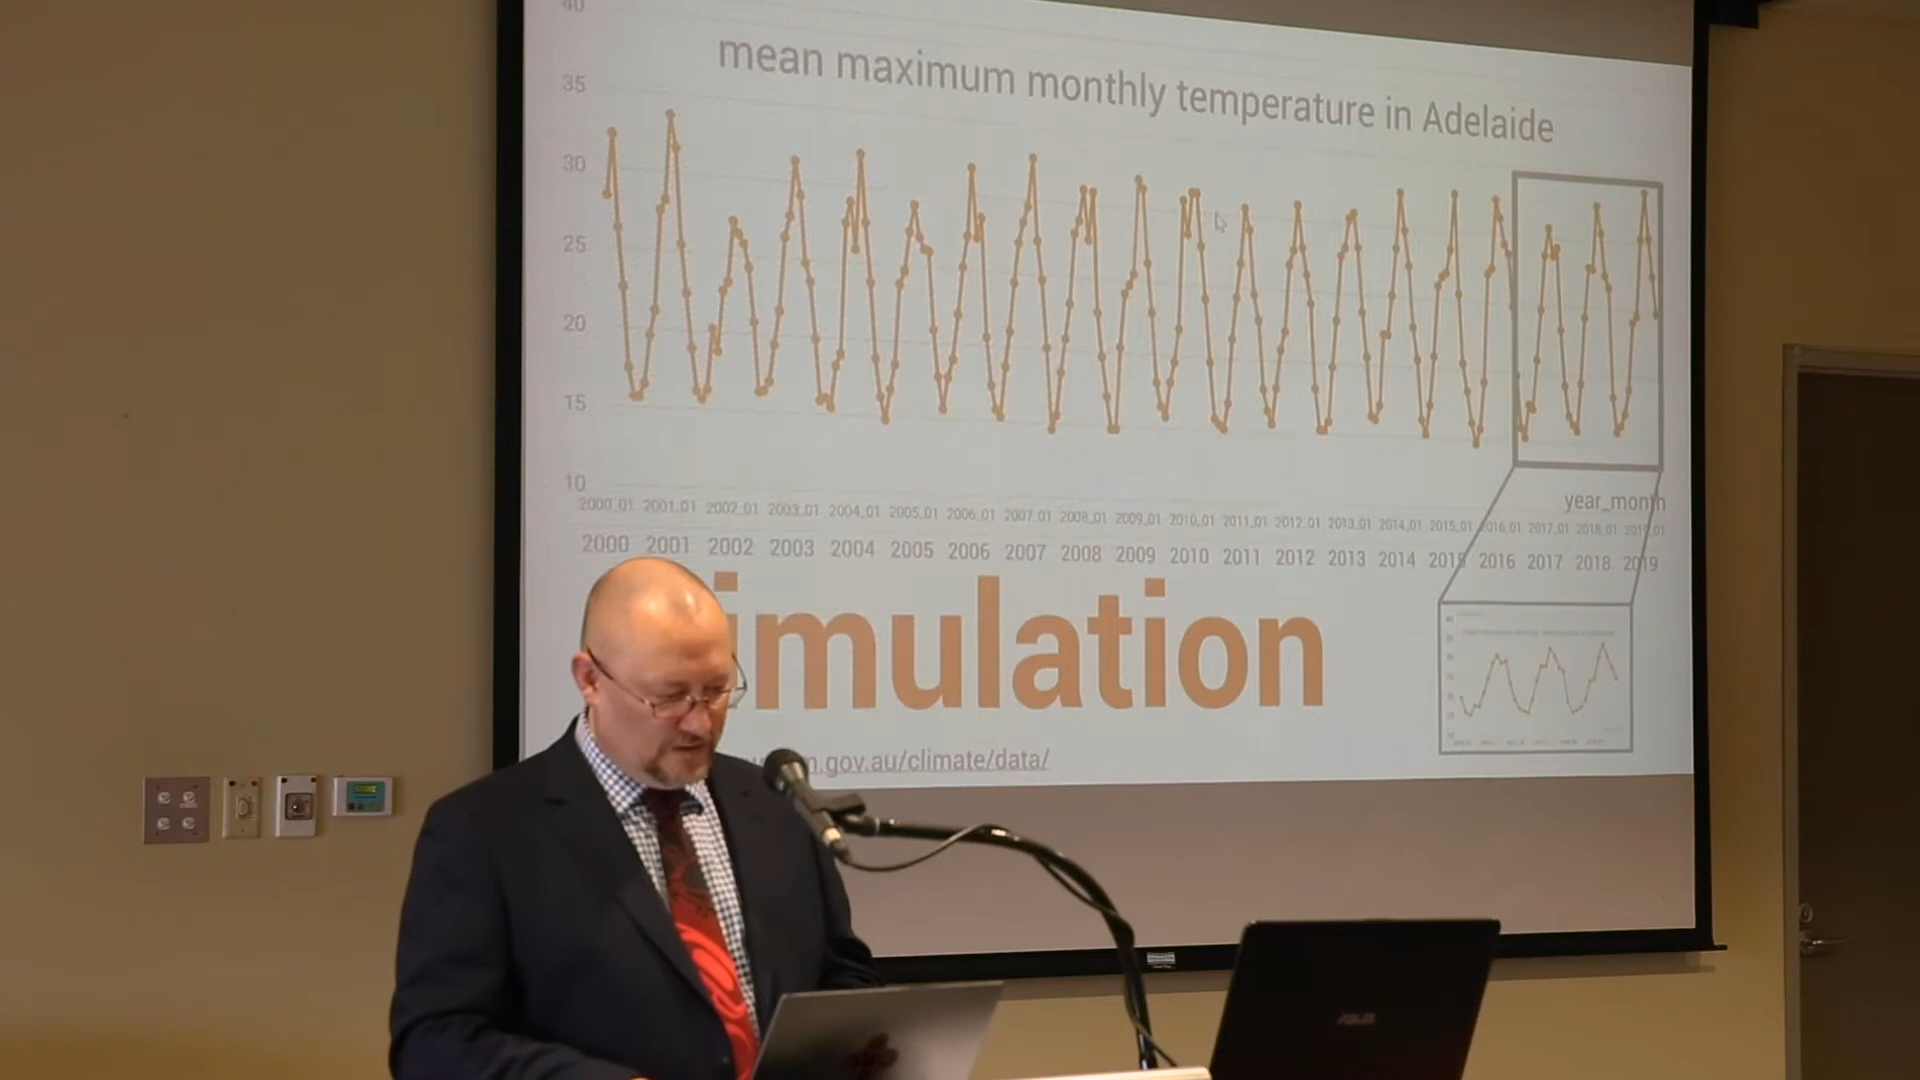 40
mean maximum monthly temperature in Adelaide
35
30
25
20
15
10
year_month
2000_01 2001_01 2002_01 2003_01 2004_01 2005_01 2006_01 2007_01 2008_01 2009_01 2010_01 2011_01 2012_01 2013_01 2014_01 2015_01 2016_01 2017_01 2018_01 2019_01
2000 2001 2002 2003 2004 2005 2006 2007 2008 2009 2010 2011 2012 2013 2014 2015 2016 2017 2018 2019
imulation
.gov.au/climate/data/
ASUS